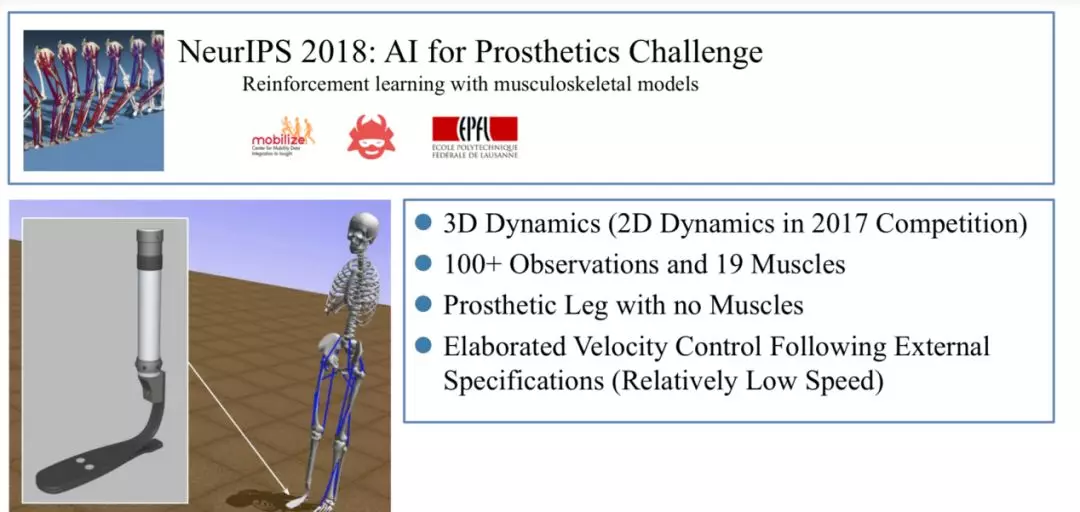 NeurIPS 2018: AI for Prosthetics Challenge
Reinforcement learning with musculoskeletal models
mobilize
Center for Mobility Data
Integration to Insight
EPFL
ÉCOLE POLYTECHNIQUE
FÉDÉRALE DE LAUSANNE
3D Dynamics (2D Dynamics in 2017 Competition)
100+ Observations and 19 Muscles
Prosthetic Leg with no Muscles
Elaborated Velocity Control Following External
Specifications (Relatively Low Speed)